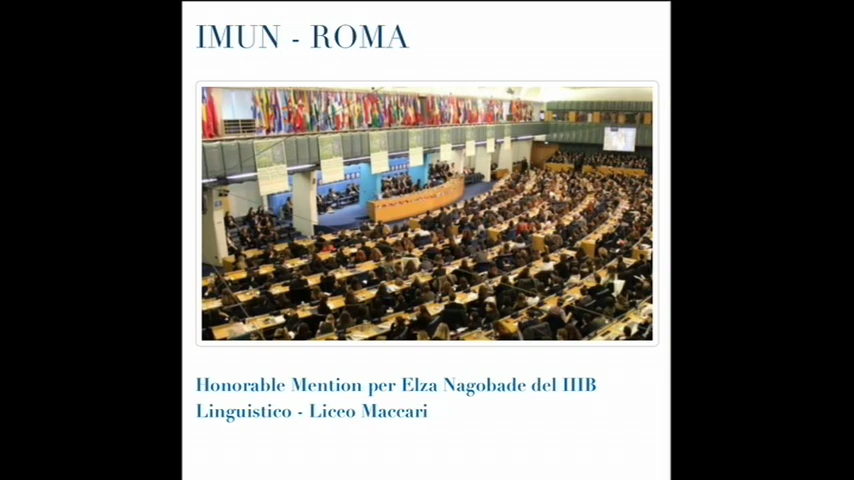 IMUN - ROMA
Honorable Mention per Elza Nagobade del IIIB
Linguistico - Liceo Maccari